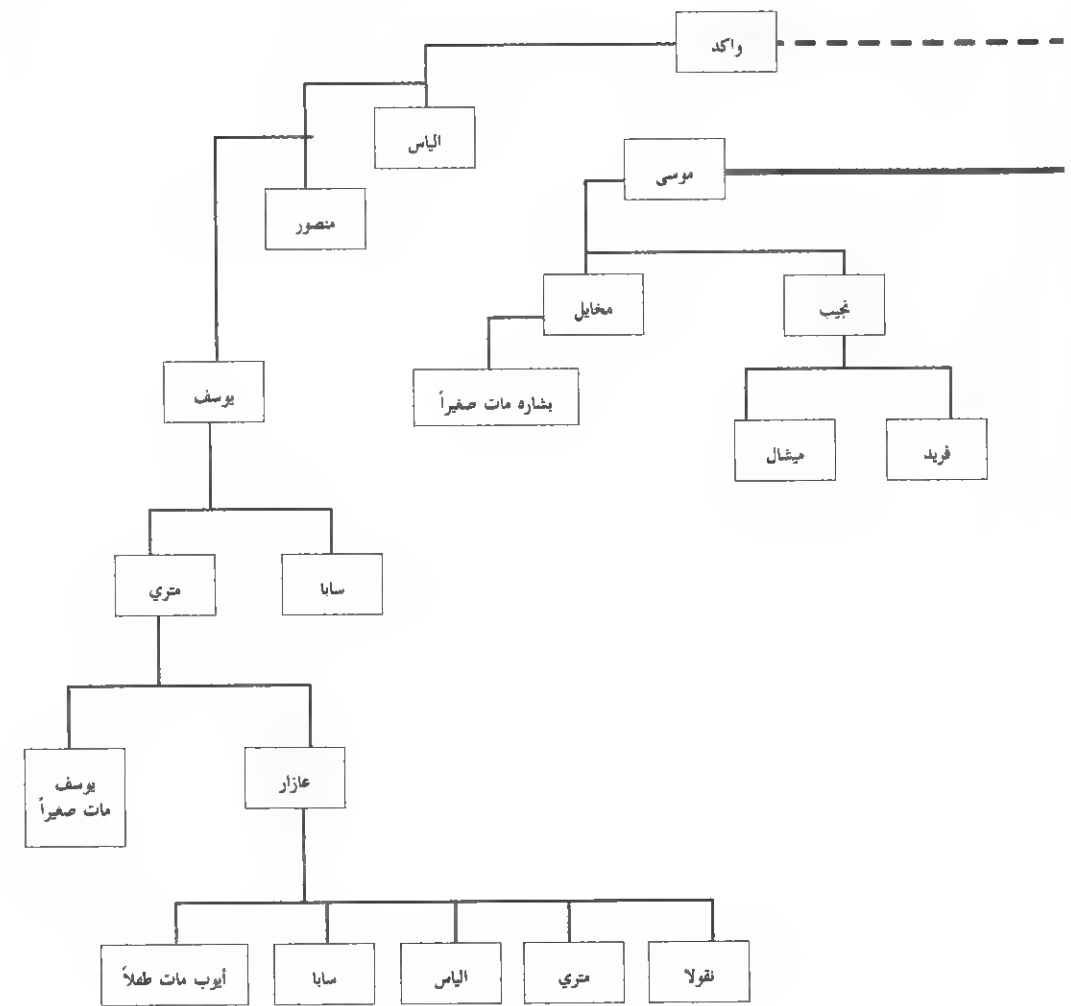 واكد
الياس
موسى
منصور
مخايل
نجيب
يوسف
بشاره مات صغيراً
ميشال
فريد
متري
سابا
يوسف
مات صغيراً
عازار
نقولا
متري
الياس
سابا
أيوب مات طفلاً